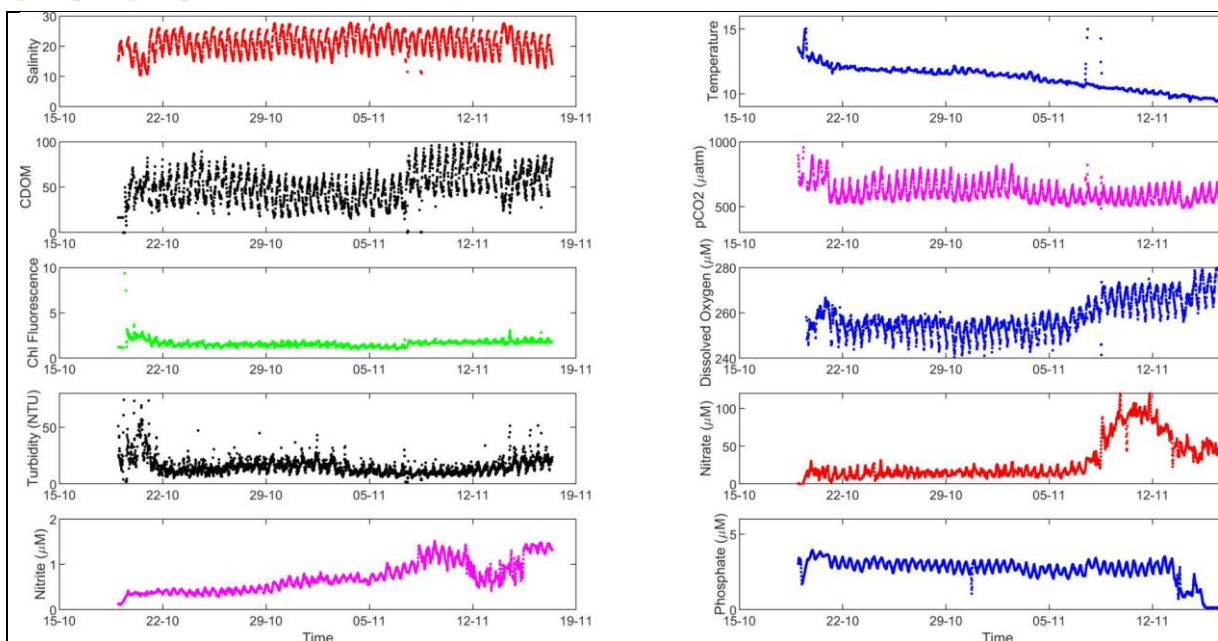 Salinity
30
20
10
0
15-10 22-10 29-10 05-11 12-11 19-11
Temperature
15
10
15-10 22-10 29-10 05-11 12-11
CDOM
100
50
0
15-10 22-10 29-10 05-11 12-11 19-11
pCO2 (μatm)
1000
500
15-10 22-10 29-10 05-11 12-11
Chl Fluorescence
10
5
0
15-10 22-10 29-10 05-11 12-11 19-11
Dissolved Oxygen (μM)
280
260
240
15-10 22-10 29-10 05-11 12-11
Turbidity (NTU)
50
0
15-10 22-10 29-10 05-11 12-11 19-11
Nitrate (μM)
100
50
0
15-10 22-10 29-10 05-11 12-11
Nitrite (μM)
2
1
0
15-10 22-10 29-10 05-11 12-11 19-11
Time
Phosphate (μM)
5
0
15-10 22-10 29-10 05-11 12-11
Time